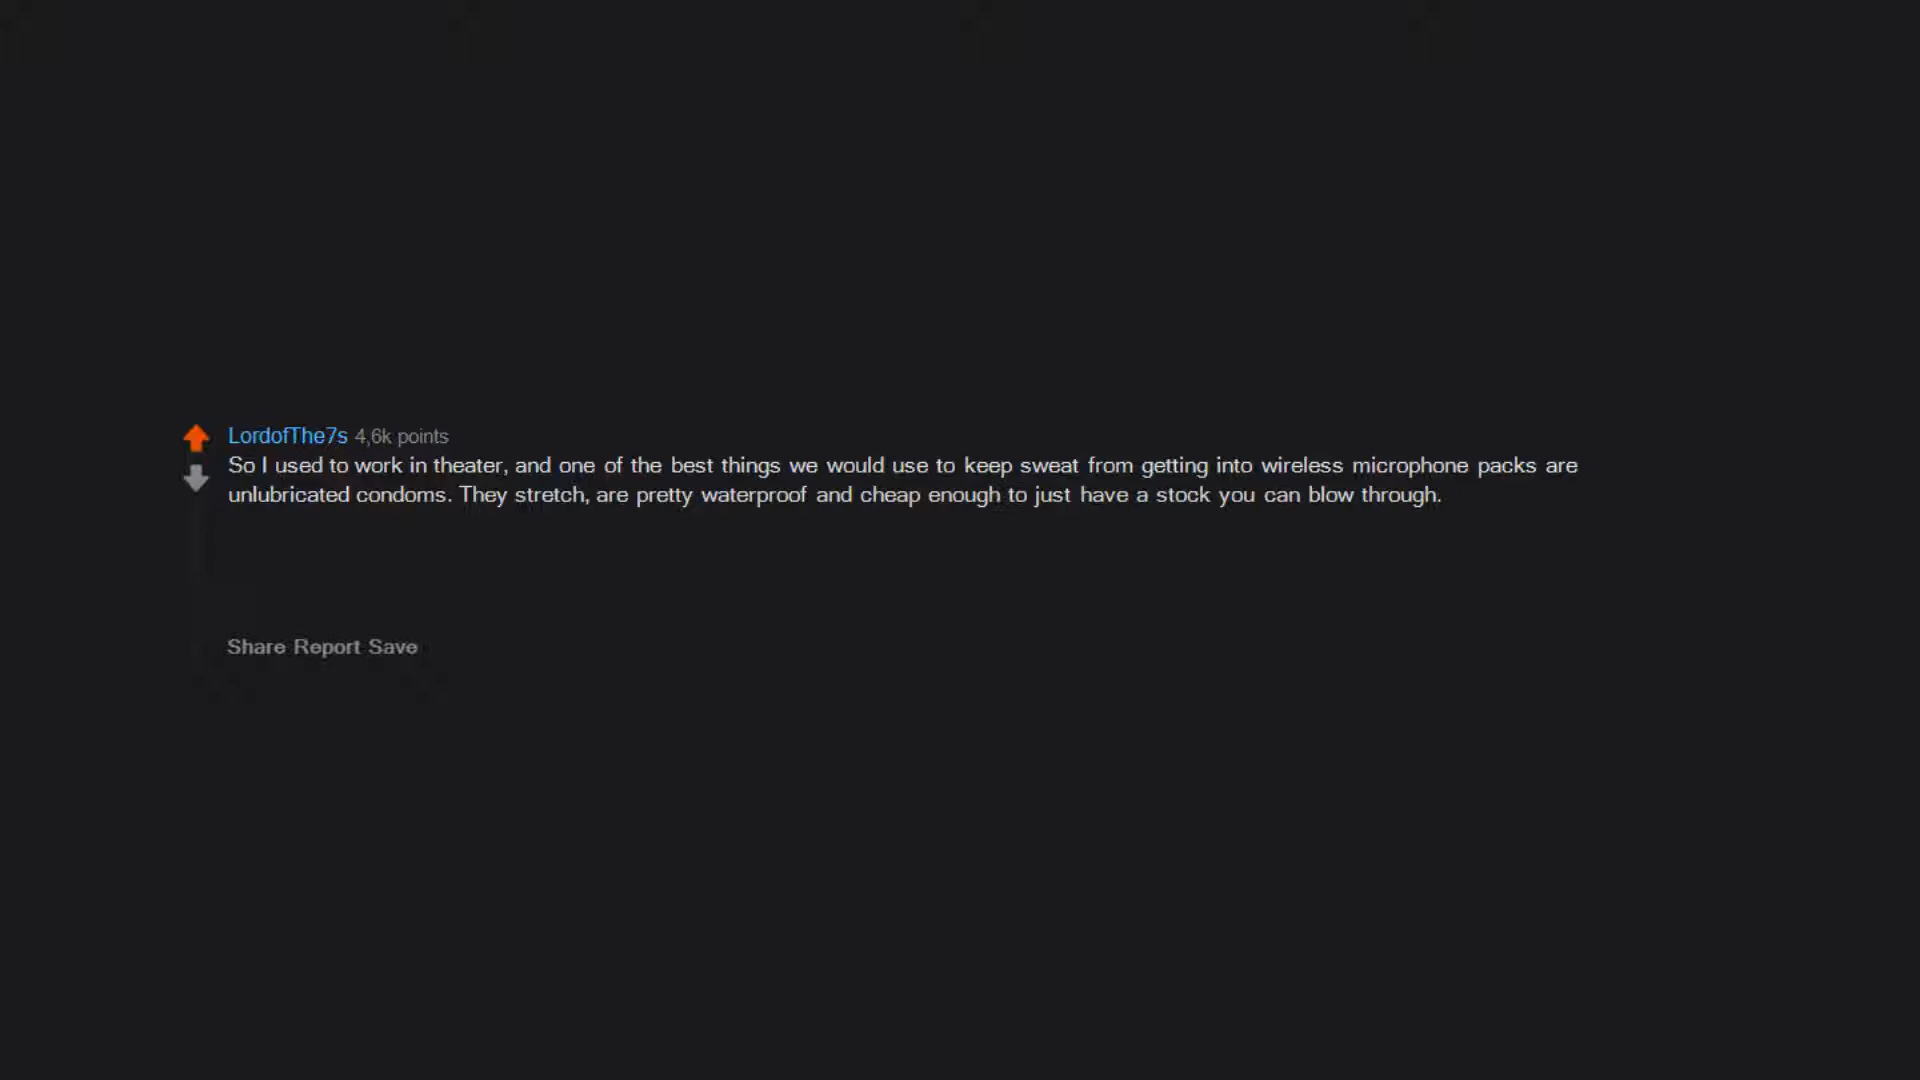 LordofThe7s 4,6k points
So I used to work in theater, and one of the best things we would use to keep sweat from getting into wireless microphone packs are
unlubricated condoms. They stretch, are pretty waterproof and cheap enough to just have a stock you can blow through.
Share Report Save